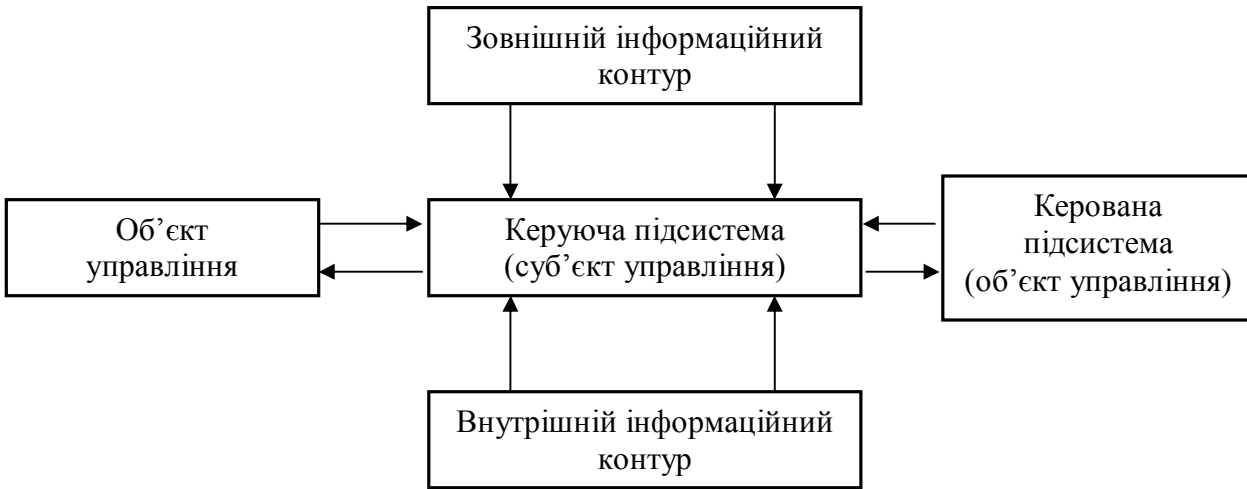 Зовнішній інформаційний
контур
Об’єкт
управління
Керуюча підсистема
(суб’єкт управління)
Керована
підсистема
(об’єкт управління)
Внутрішній інформаційний
контур